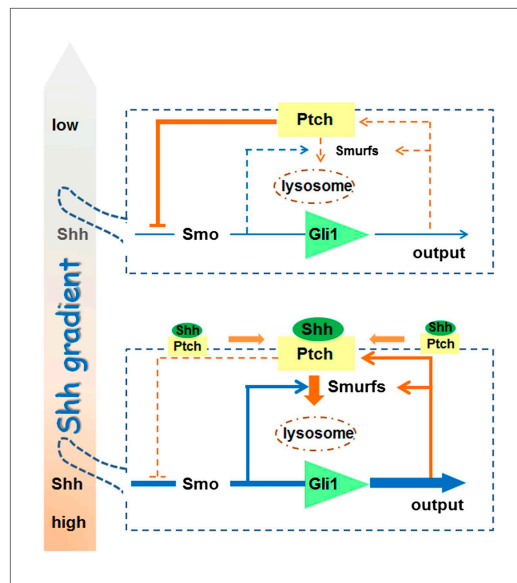 low
Ptch
Smurfs
lysosome
Shh
Smo
Gli1
output
Shh gradient
Shh
Ptch
Shh
Ptch
Shh
Ptch
Smurfs
lysosome
Shh
Smo
Gli1
output
high